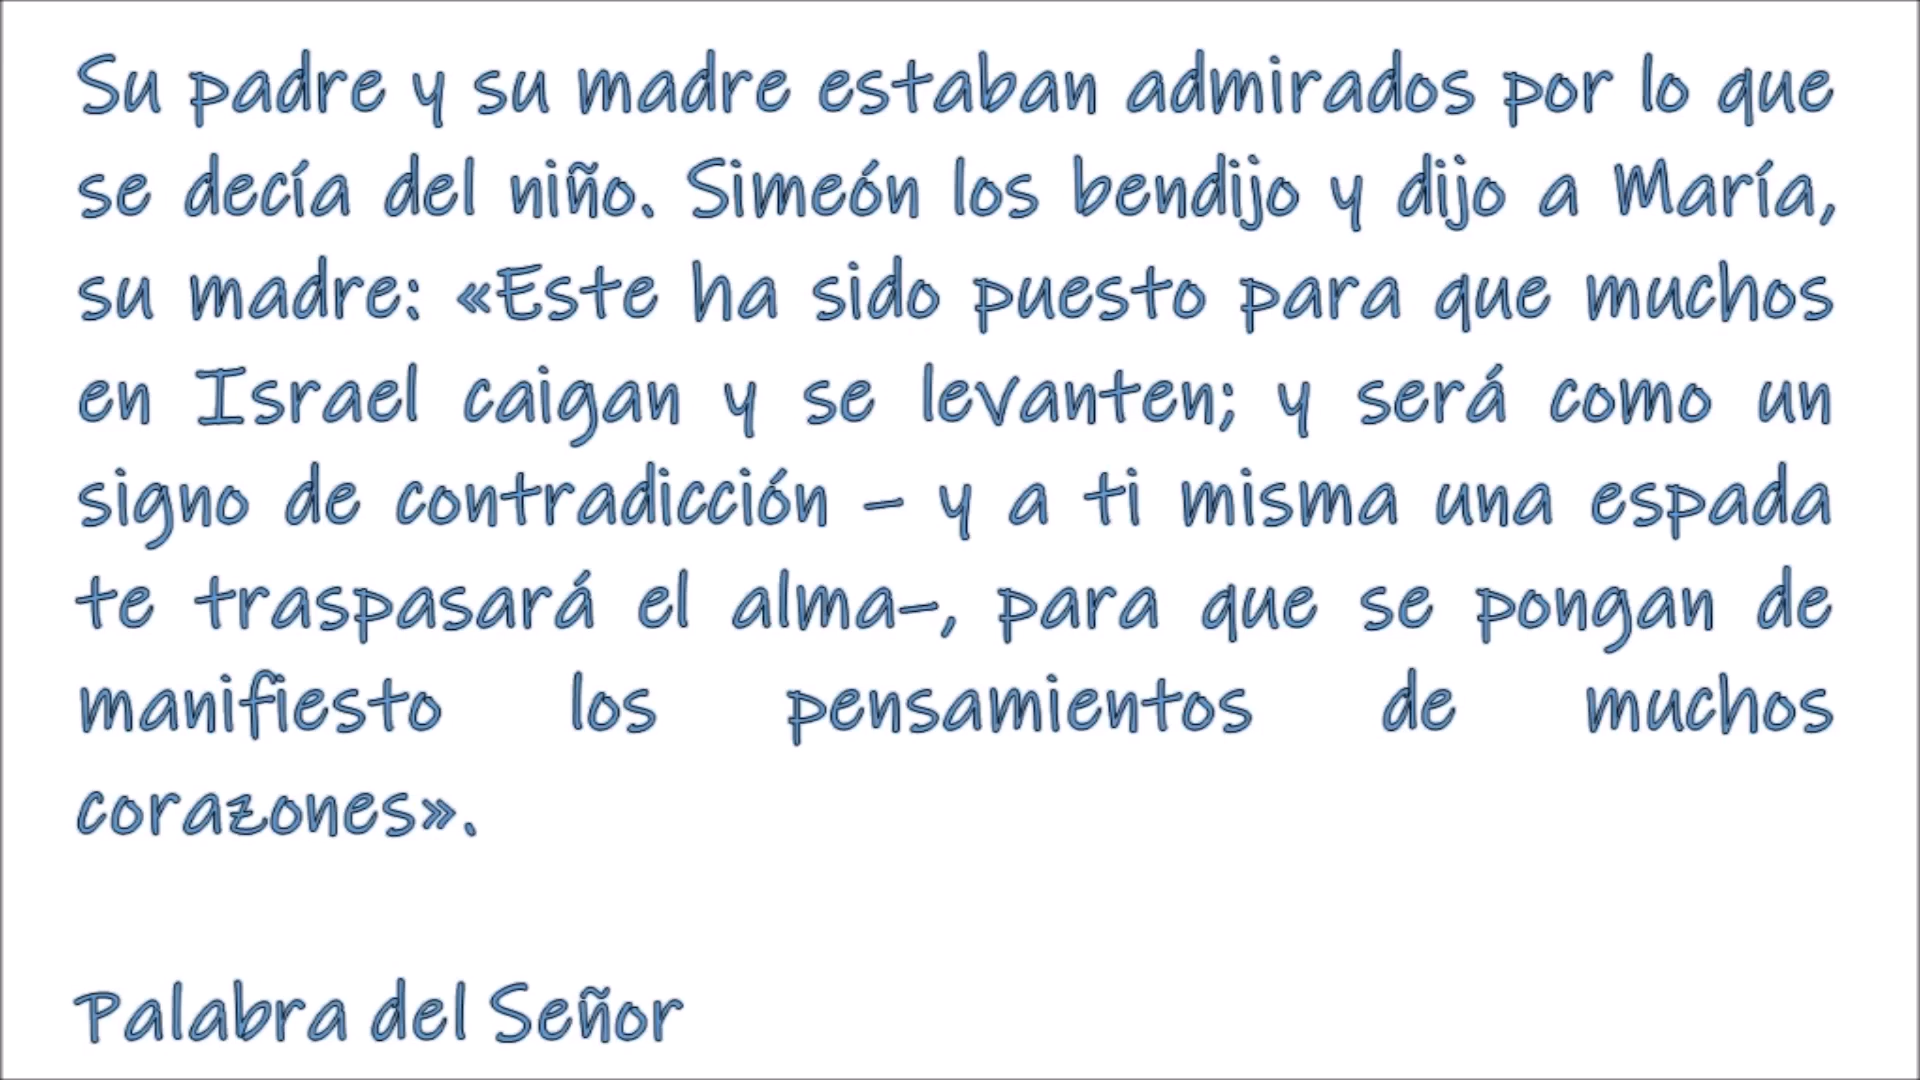 Su padre y su madre estaban admirados por lo que
se decía del niño. Simeón los bendijo y dijo a María,
su madre: «Este ha sido puesto para que muchos
en Israel caigan y se levanten; y será como un
signo de contradicción – y a ti misma una espada
te traspasará el alma–, para que se pongan de
manifiesto los pensamientos de muchos
corazones».
Palabra del Señor